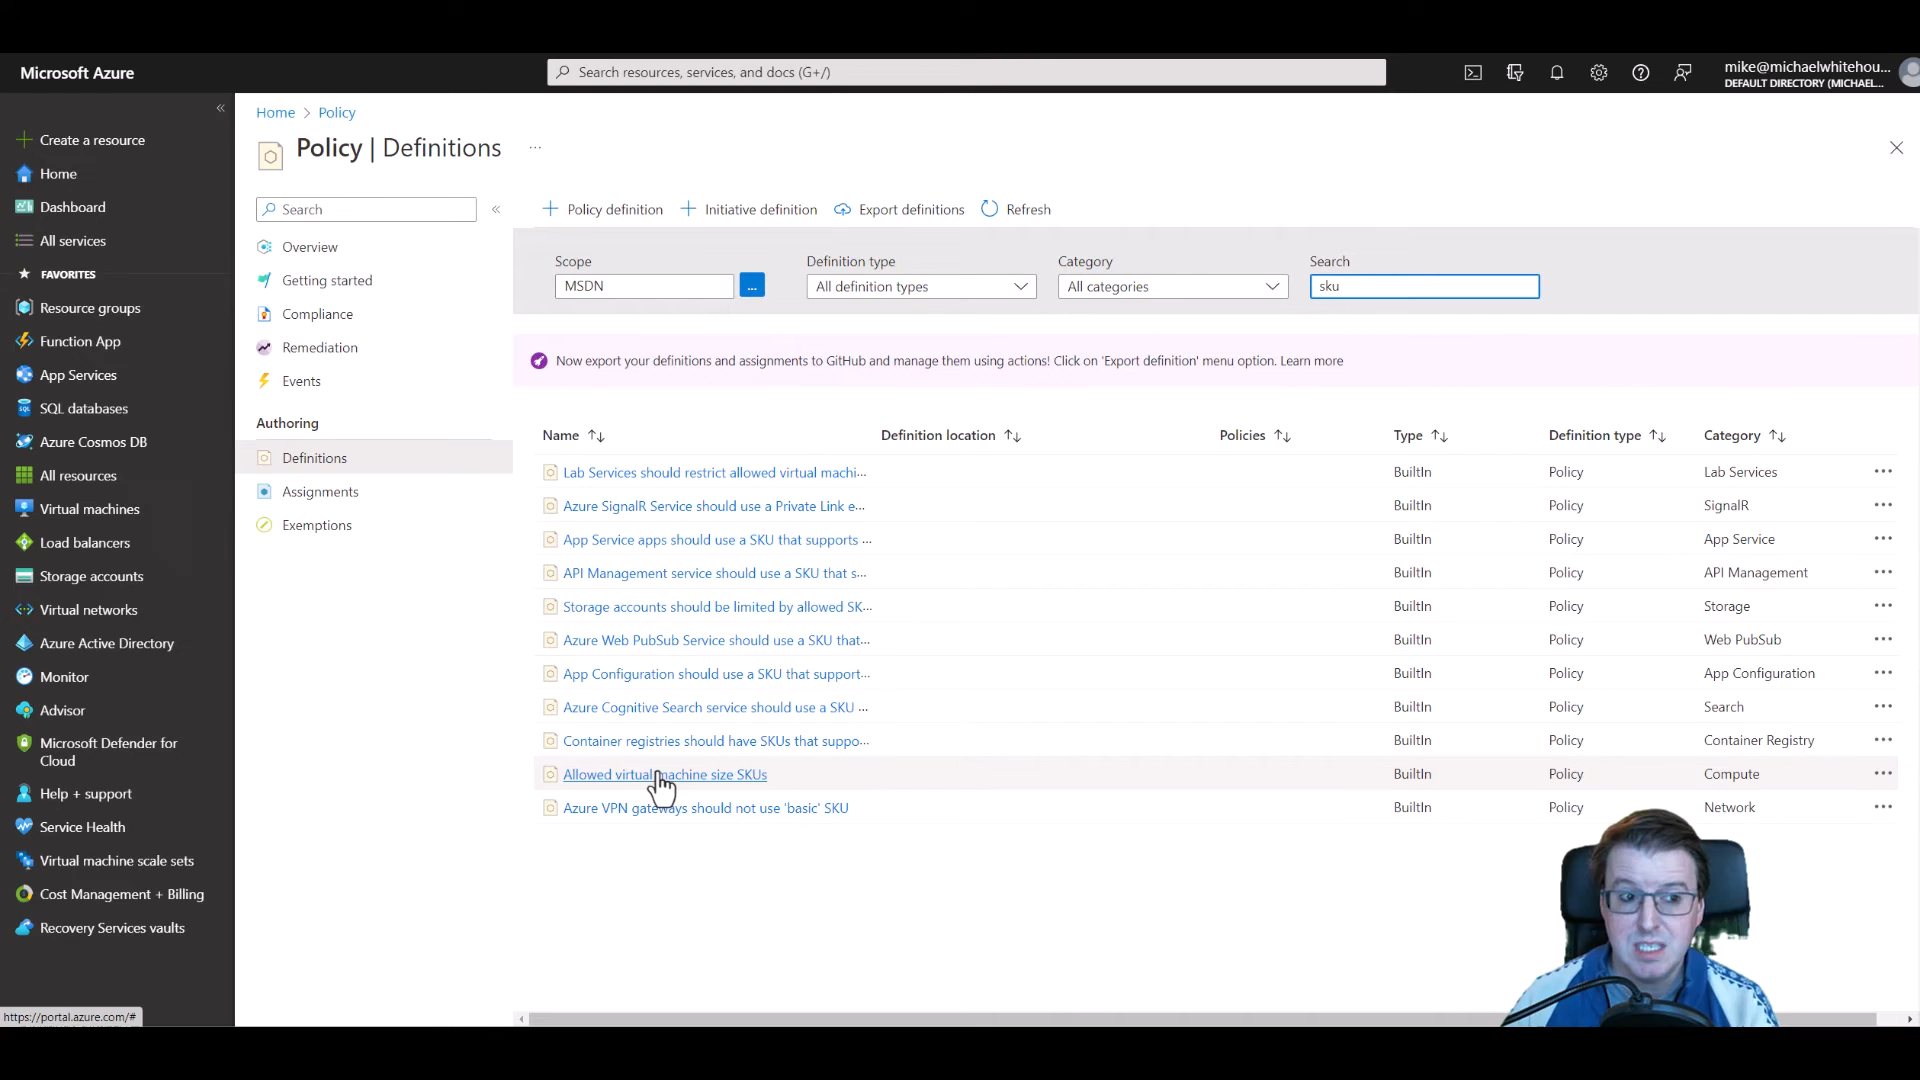 Microsoft Azure
Search resources, services, and docs (G+/)
mike@michaelwhitehou...
DEFAULT DIRECTORY (MICHAEL...
Create a resource
Home
Dashboard
All services
FAVORITES
Resource groups
Function App
App Services
SQL databases
Azure Cosmos DB
All resources
Virtual machines
Load balancers
Storage accounts
Virtual networks
Azure Active Directory
Monitor
Advisor
Microsoft Defender for
Cloud
Help + support
Service Health
Virtual machine scale sets
Cost Management + Billing
Recovery Services vaults
https://portal.azure.com/#
Home > Policy
Policy | Definitions ...
Search
Overview
Getting started
Compliance
Remediation
Events
Authoring
Definitions
Assignments
Exemptions
Policy definition Initiative definition Export definitions Refresh
Scope Definition type Category Search
MSDN ... All definition types All categories sku
Now export your definitions and assignments to GitHub and manage them using actions! Click on 'Export definition' menu option. Learn more
Name Definition location Policies Type Definition type Category
Lab Services should restrict allowed virtual machi... BuiltIn Policy Lab Services
Azure SignalR Service should use a Private Link e... BuiltIn Policy SignalR
App Service apps should use a SKU that supports ... BuiltIn Policy App Service
API Management service should use a SKU that s... BuiltIn Policy API Management
Storage accounts should be limited by allowed SK... BuiltIn Policy Storage
Azure Web PubSub Service should use a SKU that... BuiltIn Policy Web PubSub
App Configuration should use a SKU that support... BuiltIn Policy App Configuration
Azure Cognitive Search service should use a SKU ... BuiltIn Policy Search
Container registries should have SKUs that suppo... BuiltIn Policy Container Registry
Allowed virtual machine size SKUs BuiltIn Policy Compute
Azure VPN gateways should not use 'basic' SKU BuiltIn Policy Network